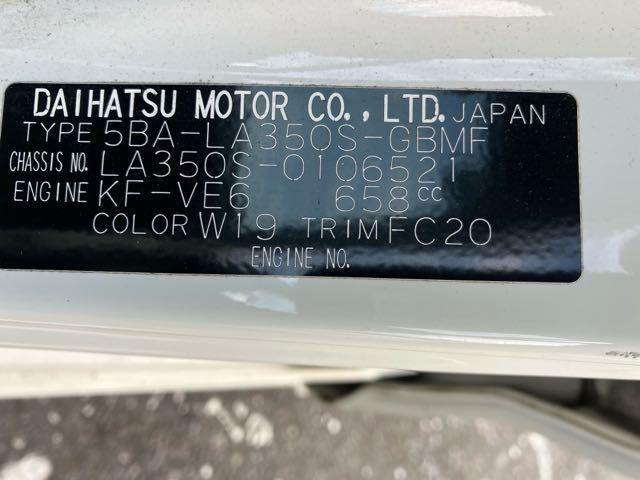 DAIHATSU MOTOR CO., LTD. JAPAN
TYPE 5BA-LA350S-GBMF
CHASSIS NO. LA350S-0106521
ENGINE KF-VE6 658cc
COLOR W19 TRIM FC20
ENGINE NO.